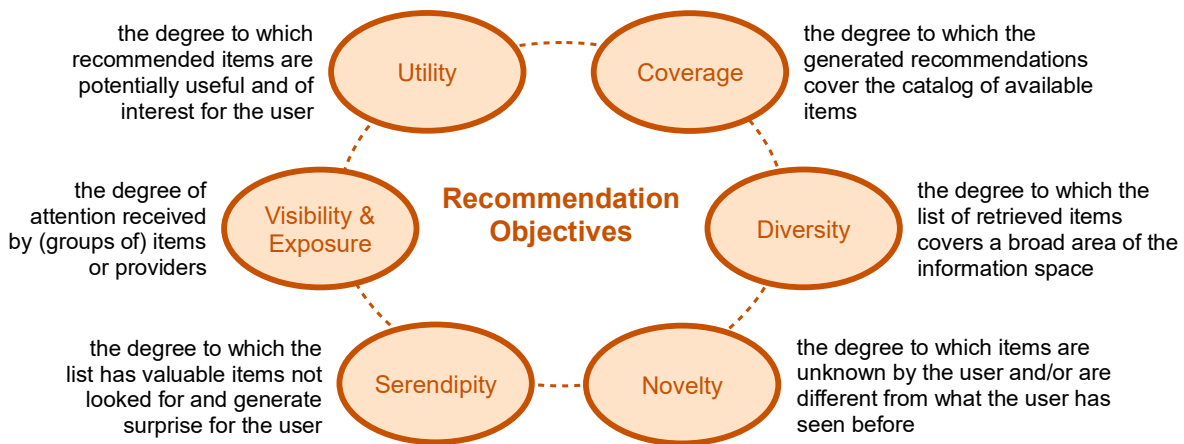 the degree to which
recommended items are
potentially useful and of
interest for the user
Utility
Coverage
the degree to which the
generated recommendations
cover the catalog of available
items
the degree of
attention received
by (groups of) items
or providers
Visibility &
Exposure
Recommendation
Objectives
Diversity
the degree to which the
list of retrieved items
covers a broad area of the
information space
the degree to which the
list has valuable items not
looked for and generate
surprise for the user
Serendipity
Novelty
the degree to which items are
unknown by the user and/or are
different from what the user has
seen before